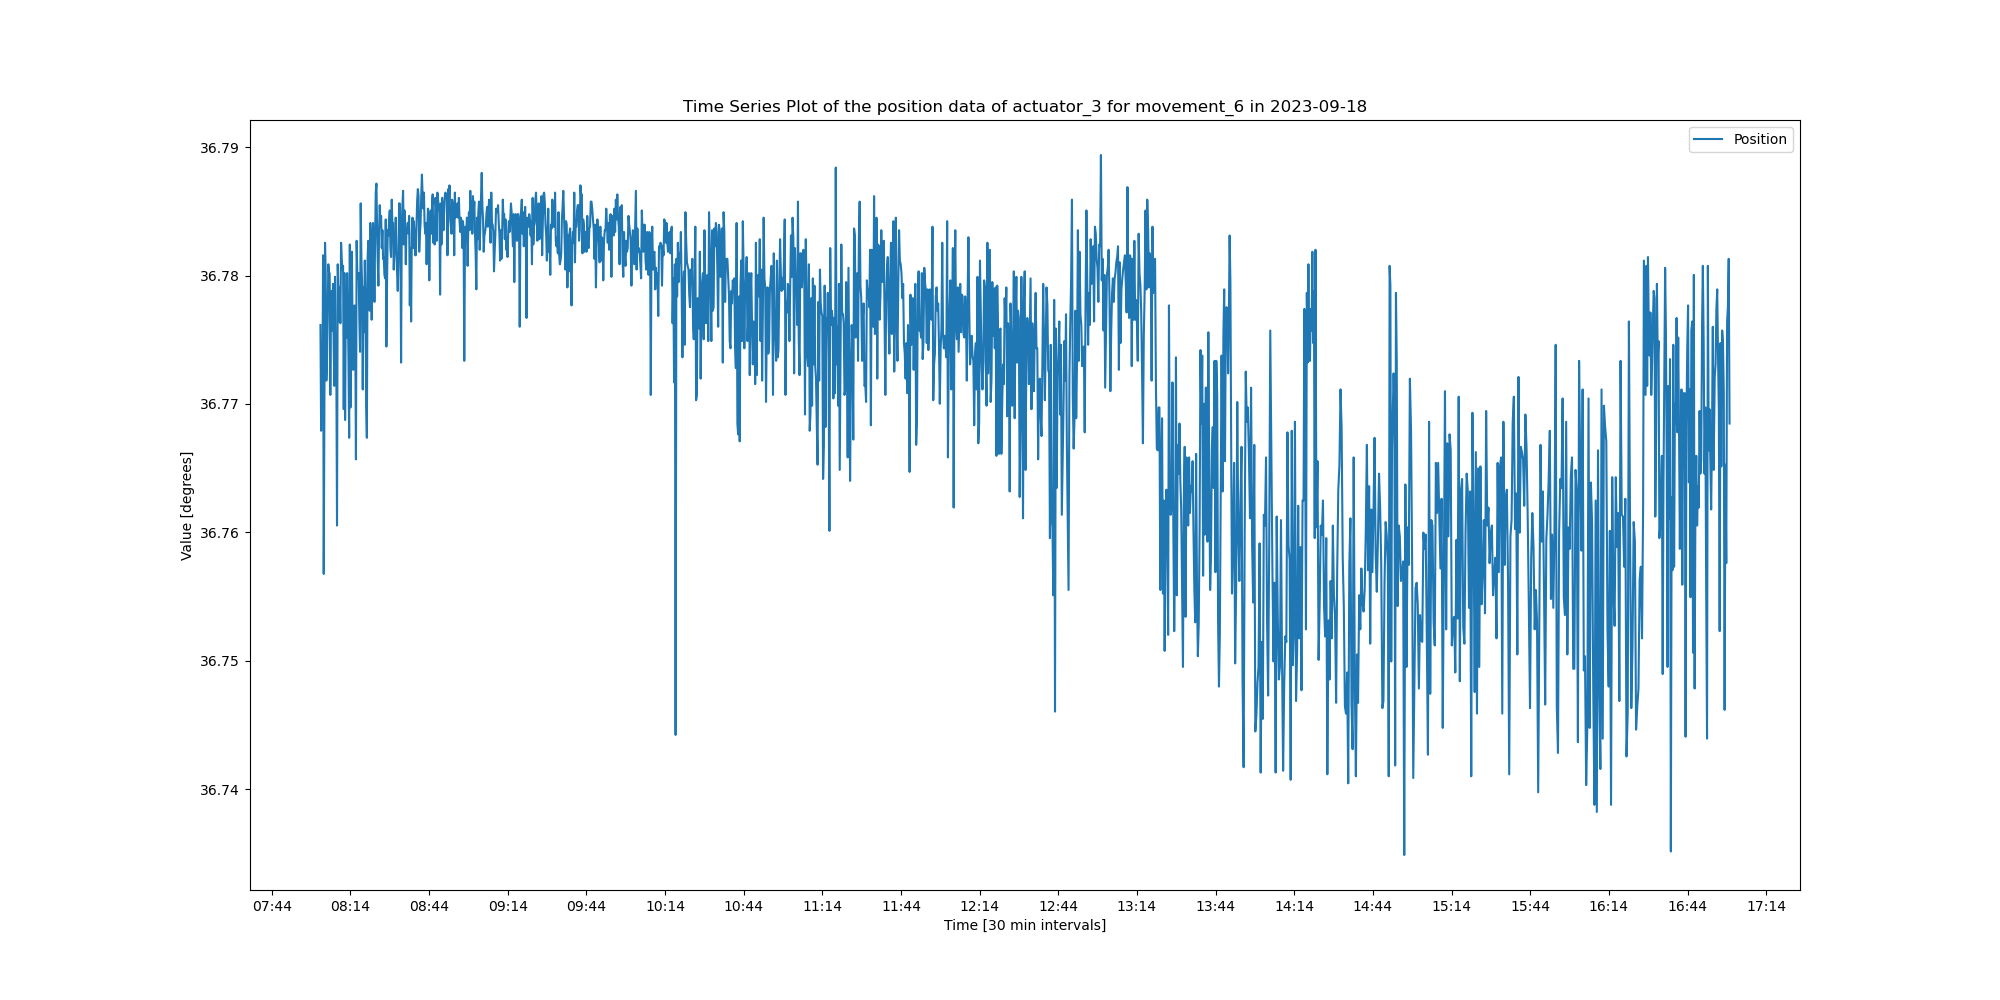 Time Series Plot of the position data of actuator_3 for movement_6 in 2023-09-18
Position
36.79
36.78
36.77
36.76
36.75
36.74
Value [degrees]
07:44 08:14 08:44 09:14 09:44 10:14 10:44 11:14 11:44 12:14 12:44 13:14 13:44 14:14 14:44 15:14 15:44 16:14 16:44 17:14
Time [30 min intervals]